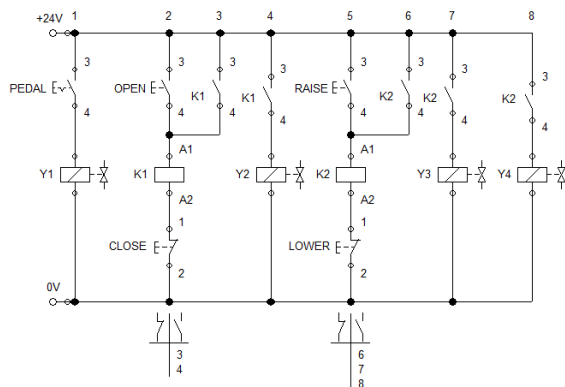 +24V 1 2 3 4 5 6 7 8
3 3 3 3 3 3 3 3
PEDAL OPEN K1 K1 RAISE K2 K2 K2
4 4 4 4 4 4 4 4
A1 A1
Y1 K1 Y2 K2 Y3 Y4
A2 A2
1 1
CLOSE LOWER
2 2
0V
3 6
4 7
8